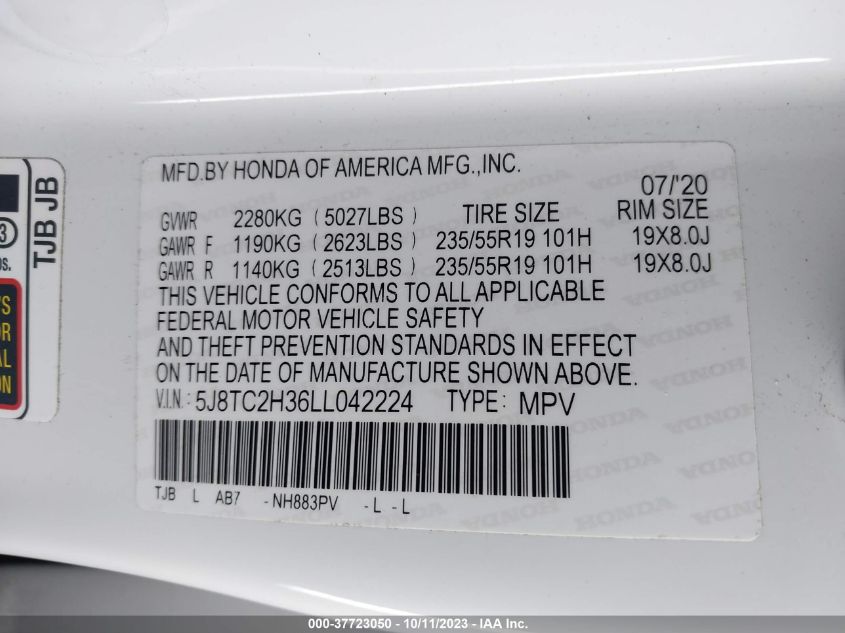 MFD.BY HONDA OF AMERICA MFG.,INC.
07/'20
GVWR 2280KG (5027LBS) TIRE SIZE RIM SIZE
GAWR F 1190KG (2623LBS) 235/55R19 101H 19X8.0J
GAWR R 1140KG (2513LBS) 235/55R19 101H 19X8.0J
THIS VEHICLE CONFORMS TO ALL APPLICABLE
FEDERAL MOTOR VEHICLE SAFETY
AND THEFT PREVENTION STANDARDS IN EFFECT
ON THE DATE OF MANUFACTURE SHOWN ABOVE.
V.I.N: 5J8TC2H36LL042224 TYPE: MPV
TJB L AB7 -NH883PV -L -L
TJB JB
3
000-37723050 - 10/11/2023 - IAA Inc.